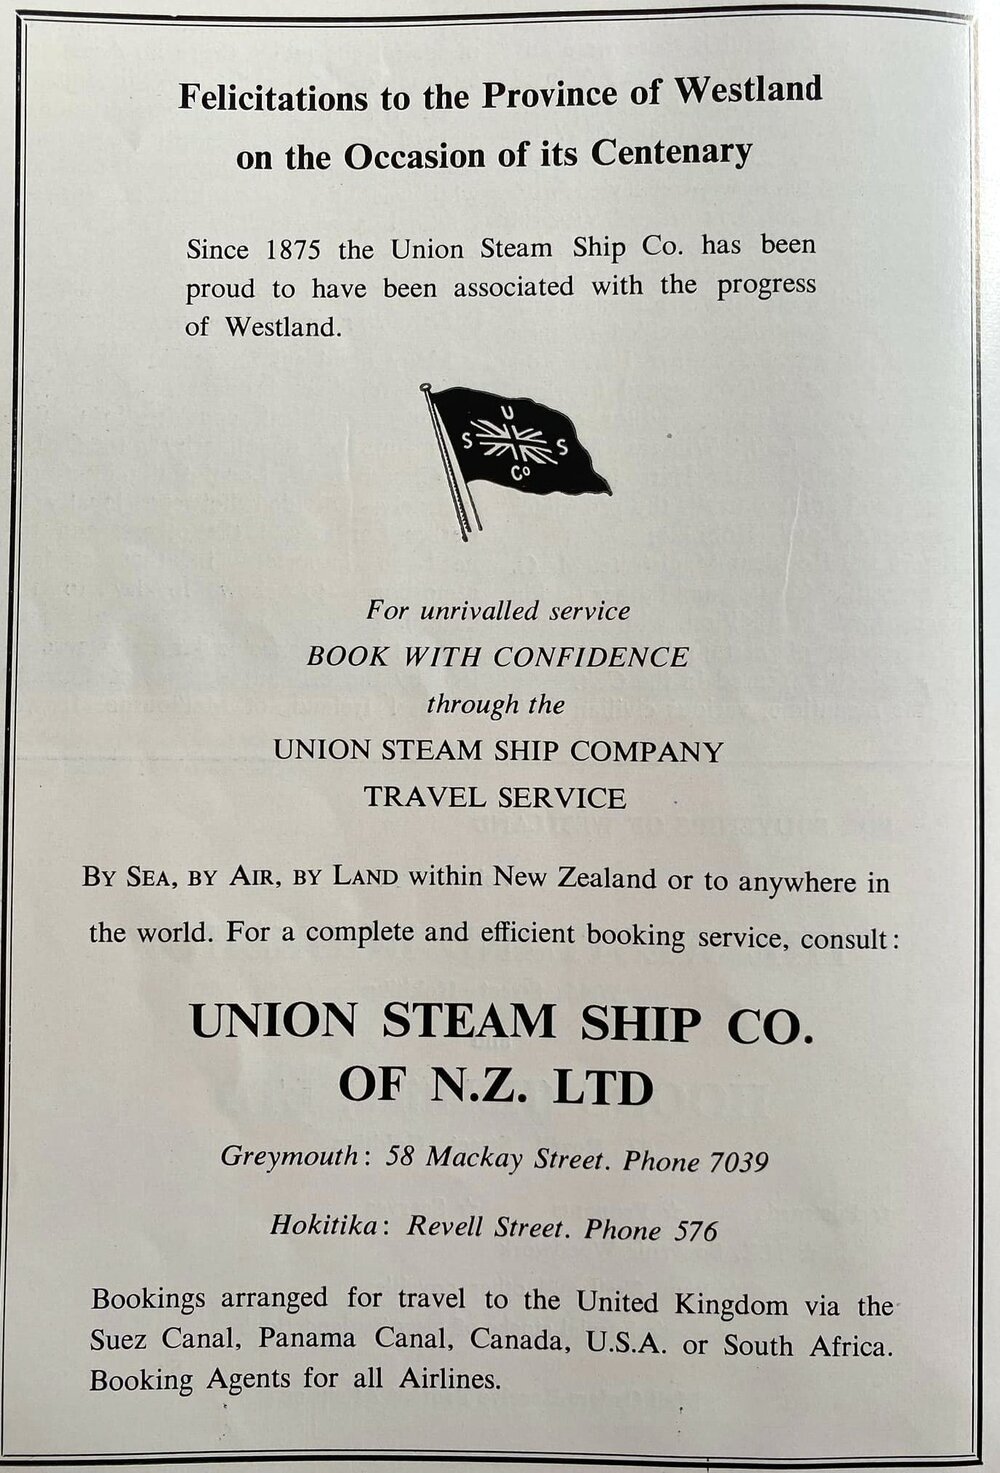 Felicitations to the Province of Westland
on the Occasion of its Centenary
Since 1875 the Union Steam Ship Co. has been
proud to have been associated with the progress
of Westland.
U
S S
Co
For unrivalled service
BOOK WITH CONFIDENCE
through the
UNION STEAM SHIP COMPANY
TRAVEL SERVICE
BY SEA, BY AIR, BY LAND within New Zealand or to anywhere in
the world. For a complete and efficient booking service, consult:
UNION STEAM SHIP CO.
OF N.Z. LTD
Greymouth: 58 Mackay Street. Phone 7039
Hokitika: Revell Street. Phone 576
Bookings arranged for travel to the United Kingdom via the
Suez Canal, Panama Canal, Canada, U.S.A. or South Africa.
Booking Agents for all Airlines.